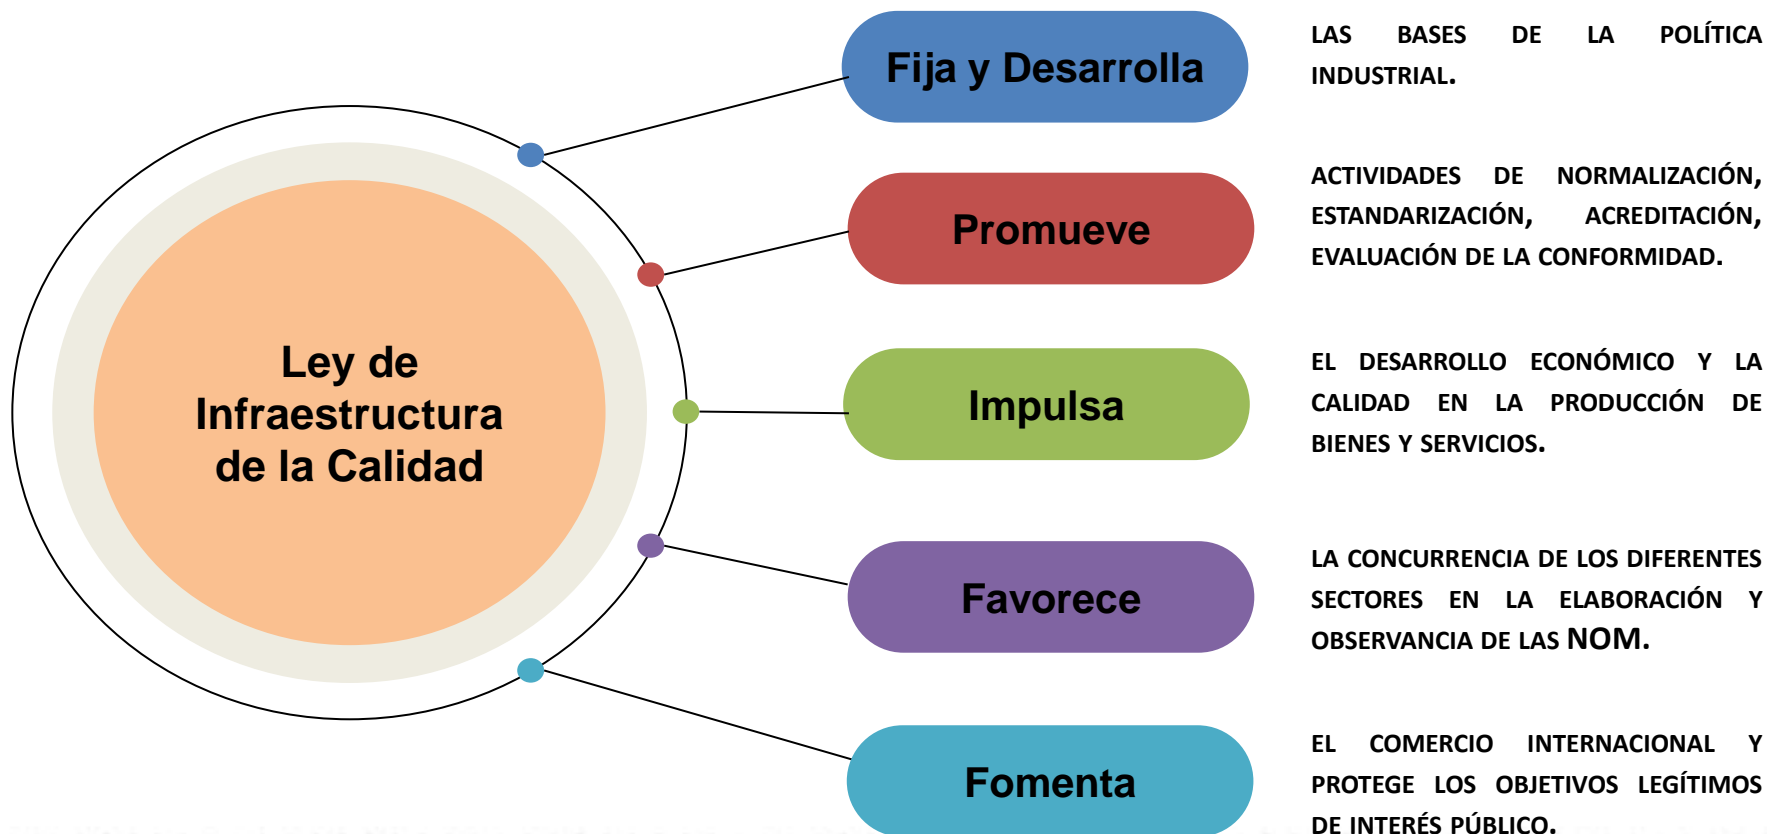 Ley de
Infraestructura
de la Calidad
Fija y Desarrolla
LAS BASES DE LA POLÍTICA
INDUSTRIAL.
Promueve
ACTIVIDADES DE NORMALIZACIÓN,
ESTANDARIZACIÓN, ACREDITACIÓN,
EVALUACIÓN DE LA CONFORMIDAD.
Impulsa
EL DESARROLLO ECONÓMICO Y LA
CALIDAD EN LA PRODUCCIÓN DE
BIENES Y SERVICIOS.
Favorece
LA CONCURRENCIA DE LOS DIFERENTES
SECTORES EN LA ELABORACIÓN Y
OBSERVANCIA DE LAS NOM.
Fomenta
EL COMERCIO INTERNACIONAL Y
PROTEGE LOS OBJETIVOS LEGÍTIMOS
DE INTERÉS PÚBLICO.